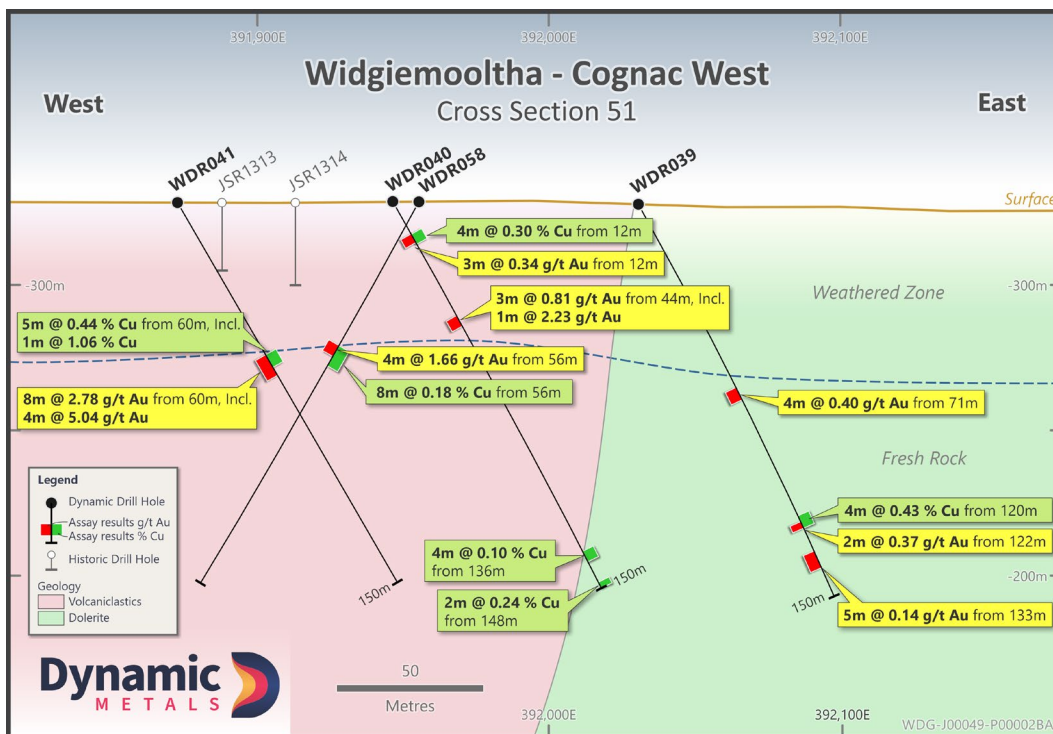 391,900E
392,000E
392,100E
Widgiemooltha - Cognac West
Cross Section 51
West
East
WDR041
JSR1313
JSR1314
WDR040
WDR058
WDR039
Surface
4m @ 0.30 % Cu from 12m
3m @ 0.34 g/t Au from 12m
-300m
-300m
Weathered Zone
3m @ 0.81 g/t Au from 44m, Incl.
1m @ 2.23 g/t Au
5m @ 0.44 % Cu from 60m, Incl.
1m @ 1.06 % Cu
4m @ 1.66 g/t Au from 56m
8m @ 0.18 % Cu from 56m
8m @ 2.78 g/t Au from 60m, Incl.
4m @ 5.04 g/t Au
4m @ 0.40 g/t Au from 71m
Fresh Rock
Legend
Dynamic Drill Hole
Assay results g/t Au
Assay results % Cu
Historic Drill Hole
Geology
Volcaniclastics
Dolerite
4m @ 0.43 % Cu from 120m
2m @ 0.37 g/t Au from 122m
4m @ 0.10 % Cu
from 136m
150m
150m
-200m
2m @ 0.24 % Cu
from 148m
150m
5m @ 0.14 g/t Au from 133m
Dynamic
METALS
50
Metres
392,000E
392,100E
WDG-J00049-P00002BA